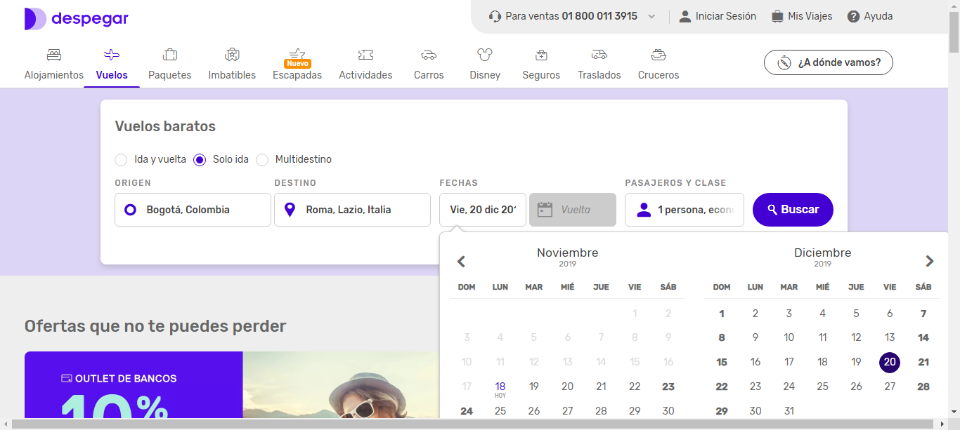 despegar
Para ventas 01 800 011 3915
Iniciar Sesión
Mis Viajes
Ayuda
Alojamientos
Vuelos
Paquetes
Imbatibles
Nuevo
Escapadas
Actividades
Carros
Disney
Seguros
Traslados
Cruceros
¿A dónde vamos?
Vuelos baratos
Ida y vuelta
Solo ida
Multidestino
ORIGEN
DESTINO
FECHAS
PASAJEROS Y CLASE
Bogotá, Colombia
Roma, Lazio, Italia
Vie, 20 dic 201
Vuelta
1 persona, econ
Buscar
Noviembre
2019
DOM LUN MAR MIÉ JUE VIE SÁB
1 2
3 4 5 6 7 8 9
10 11 12 13 14 15 16
17 18 19 20 21 22 23
HOY
24 25 26 27 28 29 30
Diciembre
2019
DOM LUN MAR MIÉ JUE VIE SÁB
1 2 3 4 5 6 7
8 9 10 11 12 13 14
15 16 17 18 19 20 21
22 23 24 25 26 27 28
29 30 31
Ofertas que no te puedes perder
OUTLET DE BANCOS
10%